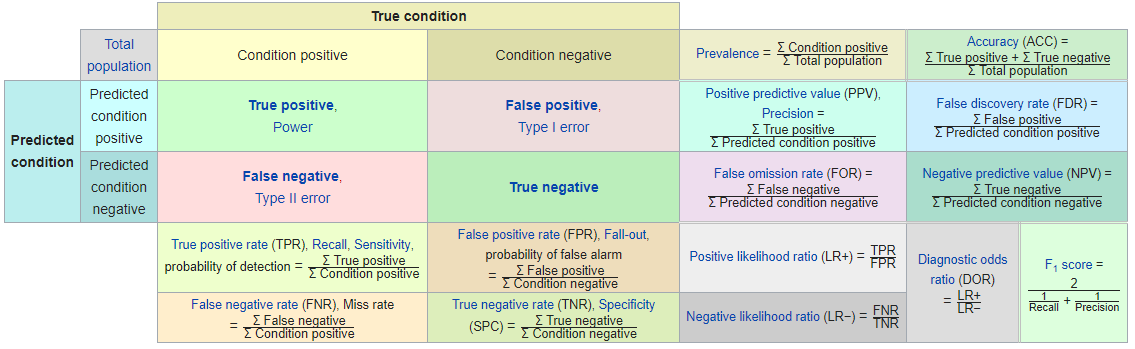 True condition
Total
population
Condition positive
Condition negative
Prevalence = Σ Condition positive
Σ Total population
Accuracy (ACC) =
Σ True positive + Σ True negative
Σ Total population
Predicted
condition
Predicted
condition
positive
True positive,
Power
False positive,
Type I error
Positive predictive value (PPV),
Precision =
Σ True positive
Σ Predicted condition positive
False discovery rate (FDR) =
Σ False positive
Σ Predicted condition positive
Predicted
condition
negative
False negative,
Type II error
True negative
False omission rate (FOR) =
Σ False negative
Σ Predicted condition negative
Negative predictive value (NPV) =
Σ True negative
Σ Predicted condition negative
True positive rate (TPR), Recall, Sensitivity,
probability of detection = Σ True positive
Σ Condition positive
False positive rate (FPR), Fall-out,
probability of false alarm
= Σ False positive
Σ Condition negative
Positive likelihood ratio (LR+) = TPR
FPR
Diagnostic odds
ratio (DOR)
= LR+
LR−
F1 score =
2
1
Recall
+
1
Precision
False negative rate (FNR), Miss rate
= Σ False negative
Σ Condition positive
True negative rate (TNR), Specificity
(SPC) = Σ True negative
Σ Condition negative
Negative likelihood ratio (LR−) = FNR
TNR